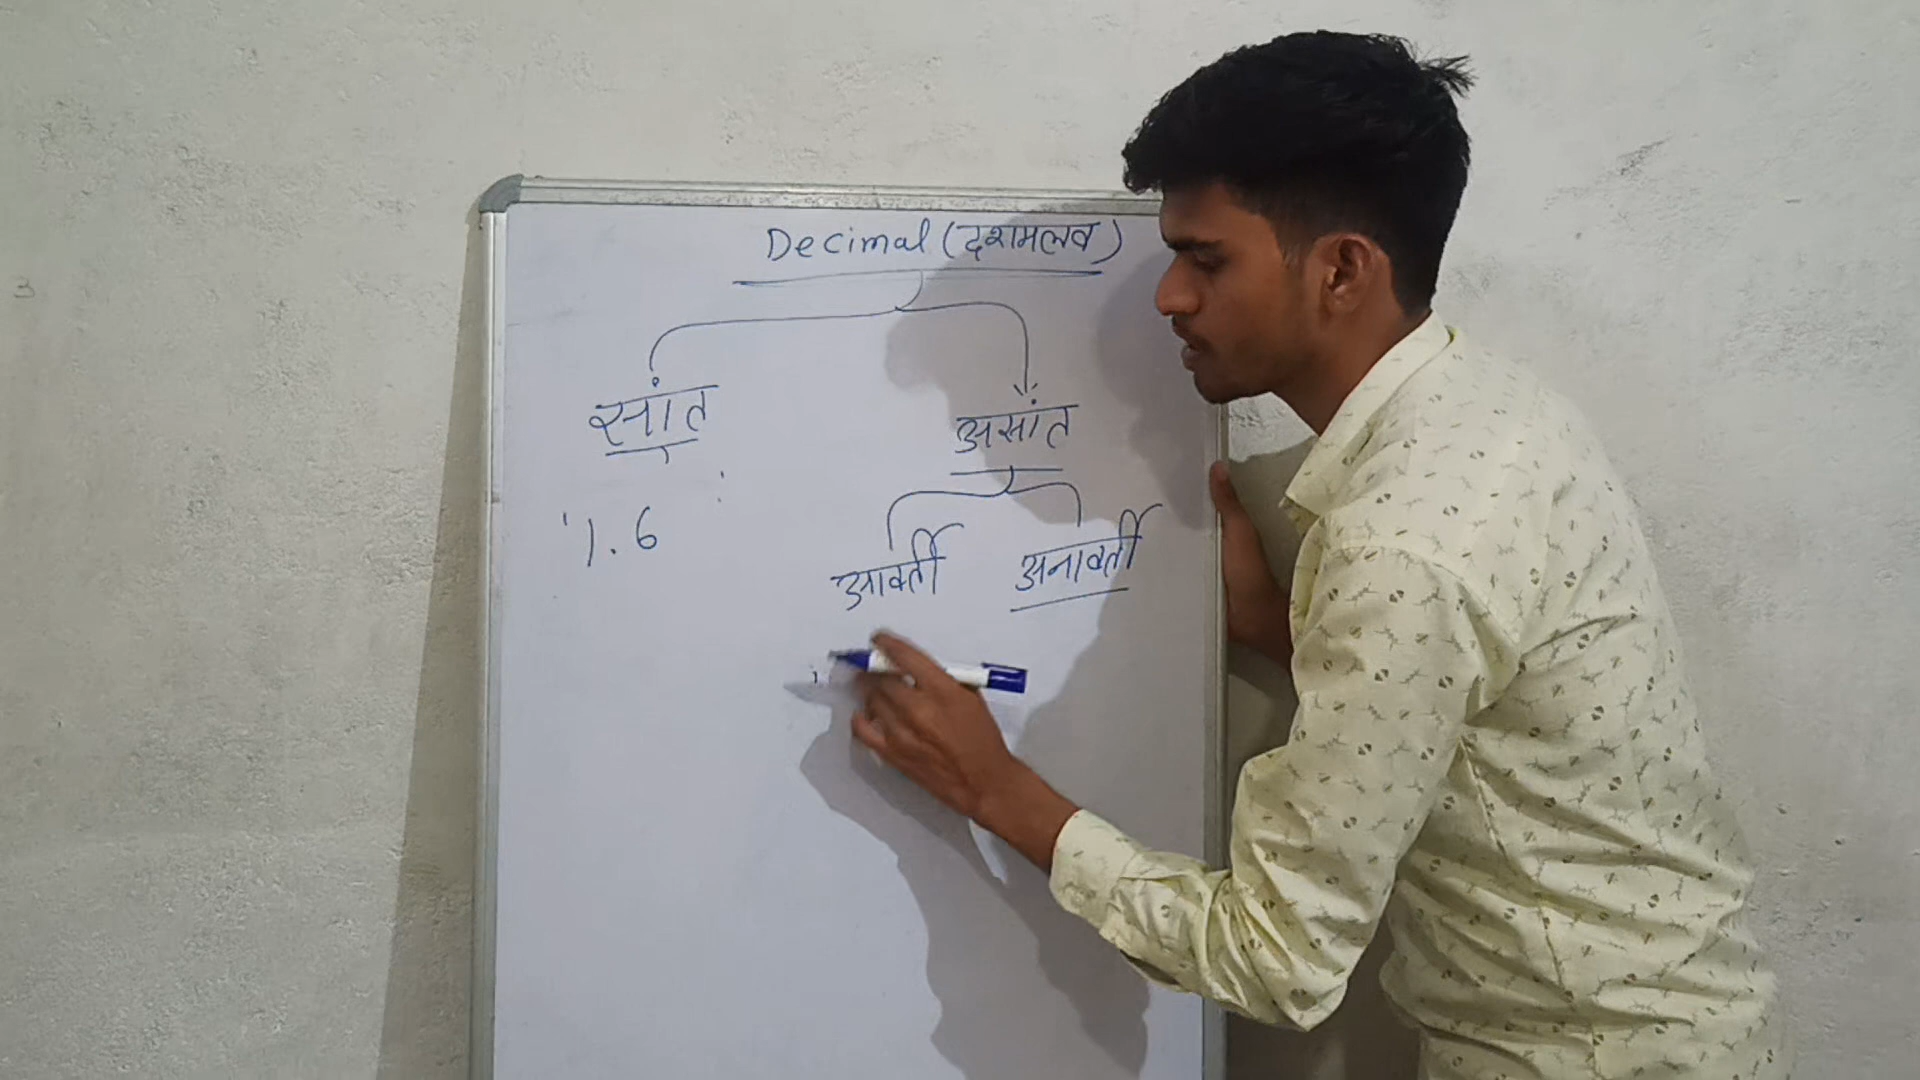 Decimal (दशमलव)
सांत
असांत
1.6
आवर्ती
अनावर्ती